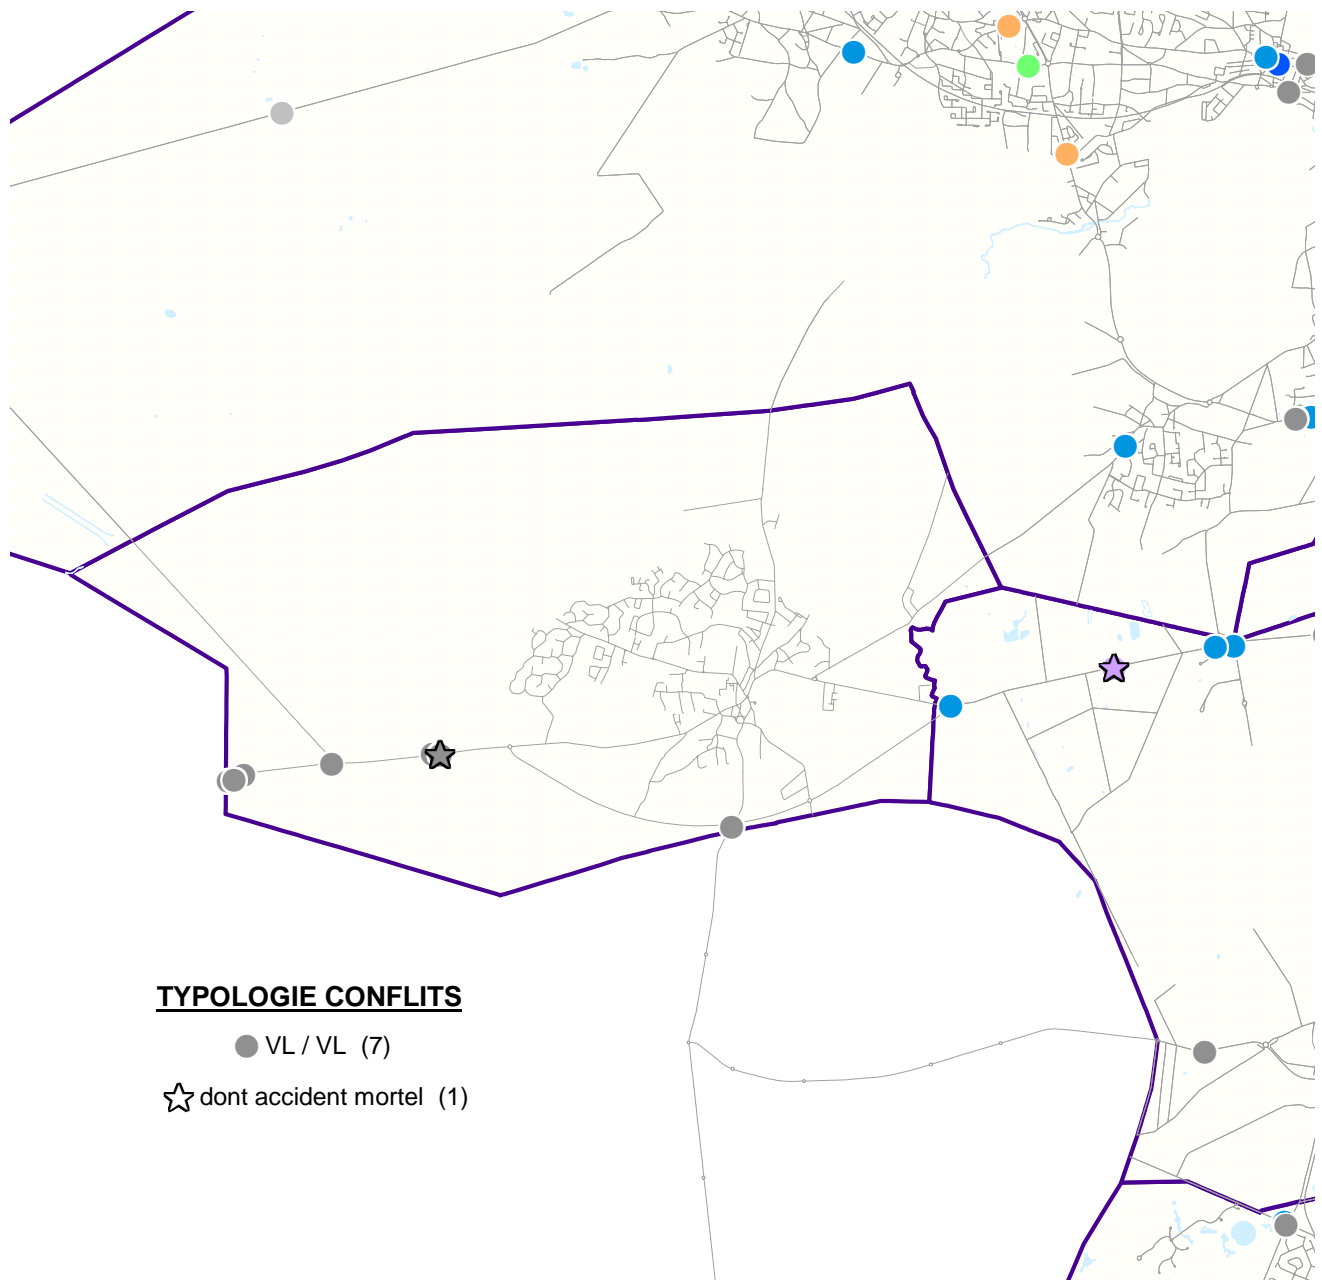 TYPOLOGIE CONFLITS
VL / VL (7)
dont accident mortel (1)